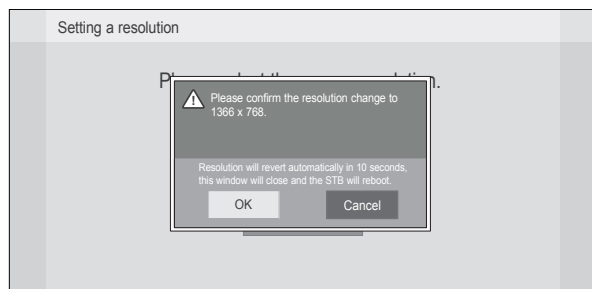 Setting a resolution
Please confirm the resolution change to
1366 x 768.
Resolution will revert automatically in 10 seconds,
this window will close and the STB will reboot.
OK
Cancel